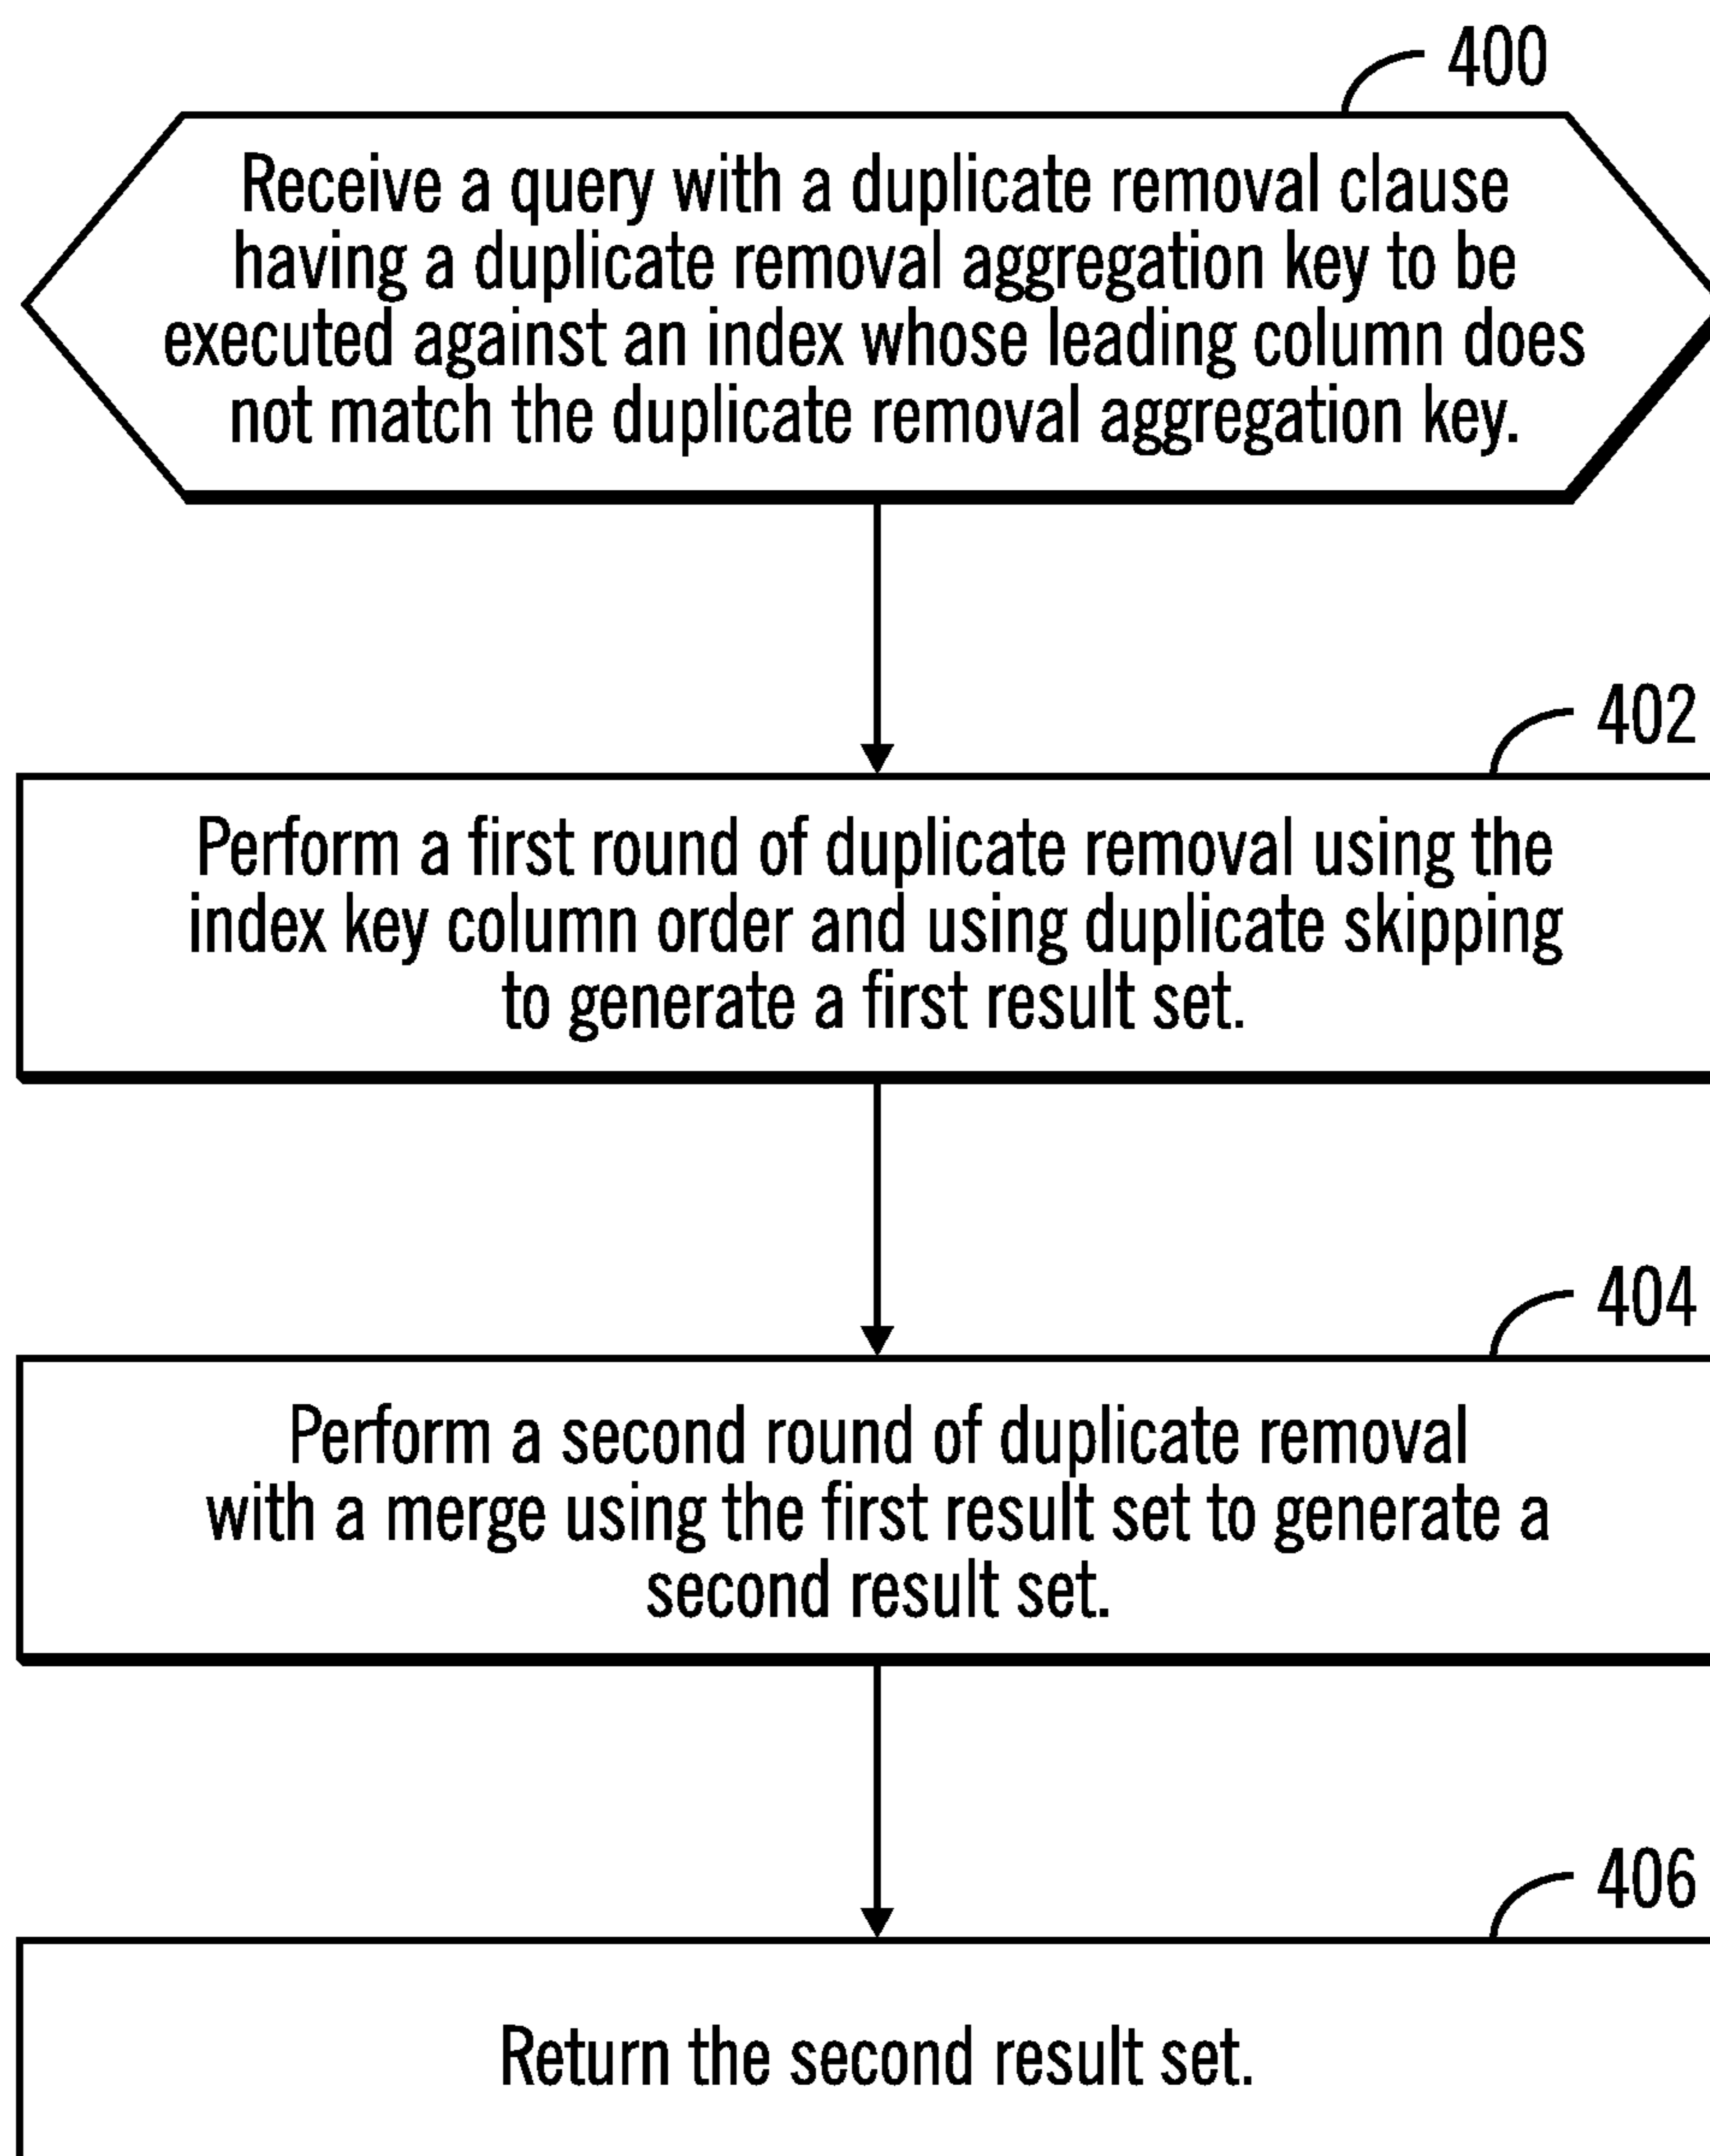 400
Receive a query with a duplicate removal clause
having a duplicate removal aggregation key to be
executed against an index whose leading column does
not match the duplicate removal aggregation key.
402
Perform a first round of duplicate removal using the
index key column order and using duplicate skipping
to generate a first result set.
404
Perform a second round of duplicate removal
with a merge using the first result set to generate a
second result set.
406
Return the second result set.